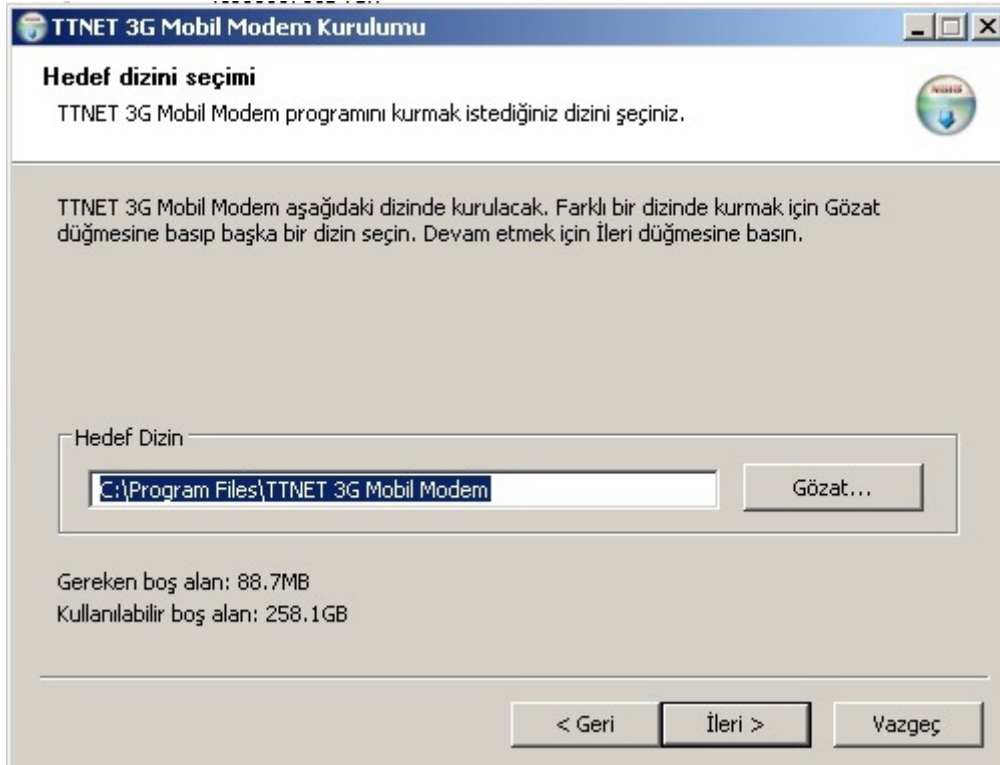 TTNET 3G Mobil Modem Kurulumu
Hedef dizini seçimi
TTNET 3G Mobil Modem programını kurmak istediğiniz dizini şeçiniz.
TTNET 3G Mobil Modem aşağıdaki dizinde kurulacak. Farklı bir dizinde kurmak için Gözat
düğmesine basıp başka bir dizin seçin. Devam etmek için İleri düğmesine basın.
Hedef Dizin
C:\Program Files\TTNET 3G Mobil Modem
Gözat...
Gereken boş alan: 88.7MB
Kullanılabilir boş alan: 258.1GB
< Geri
İleri >
Vazgeç